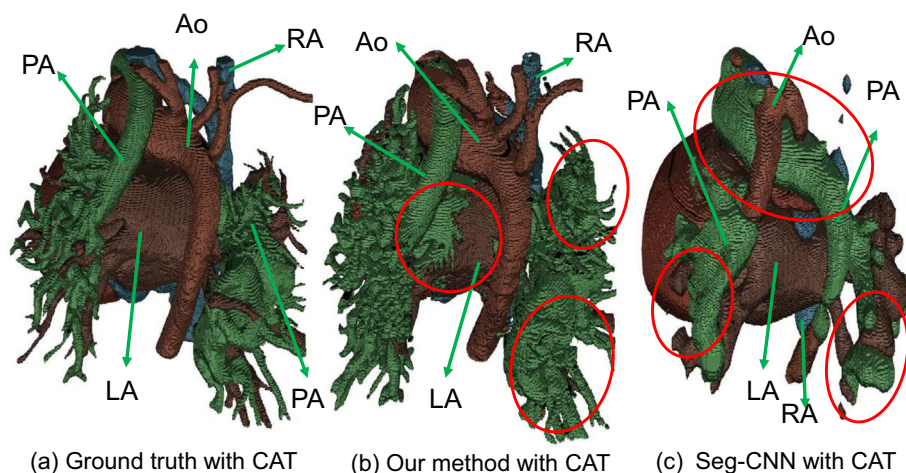 Ao
PA
RA
LA
PA
(a) Ground truth with CAT
Ao
RA
PA
LA
(b) Our method with CAT
Ao
PA
PA
LA
RA
(c) Seg-CNN with CAT